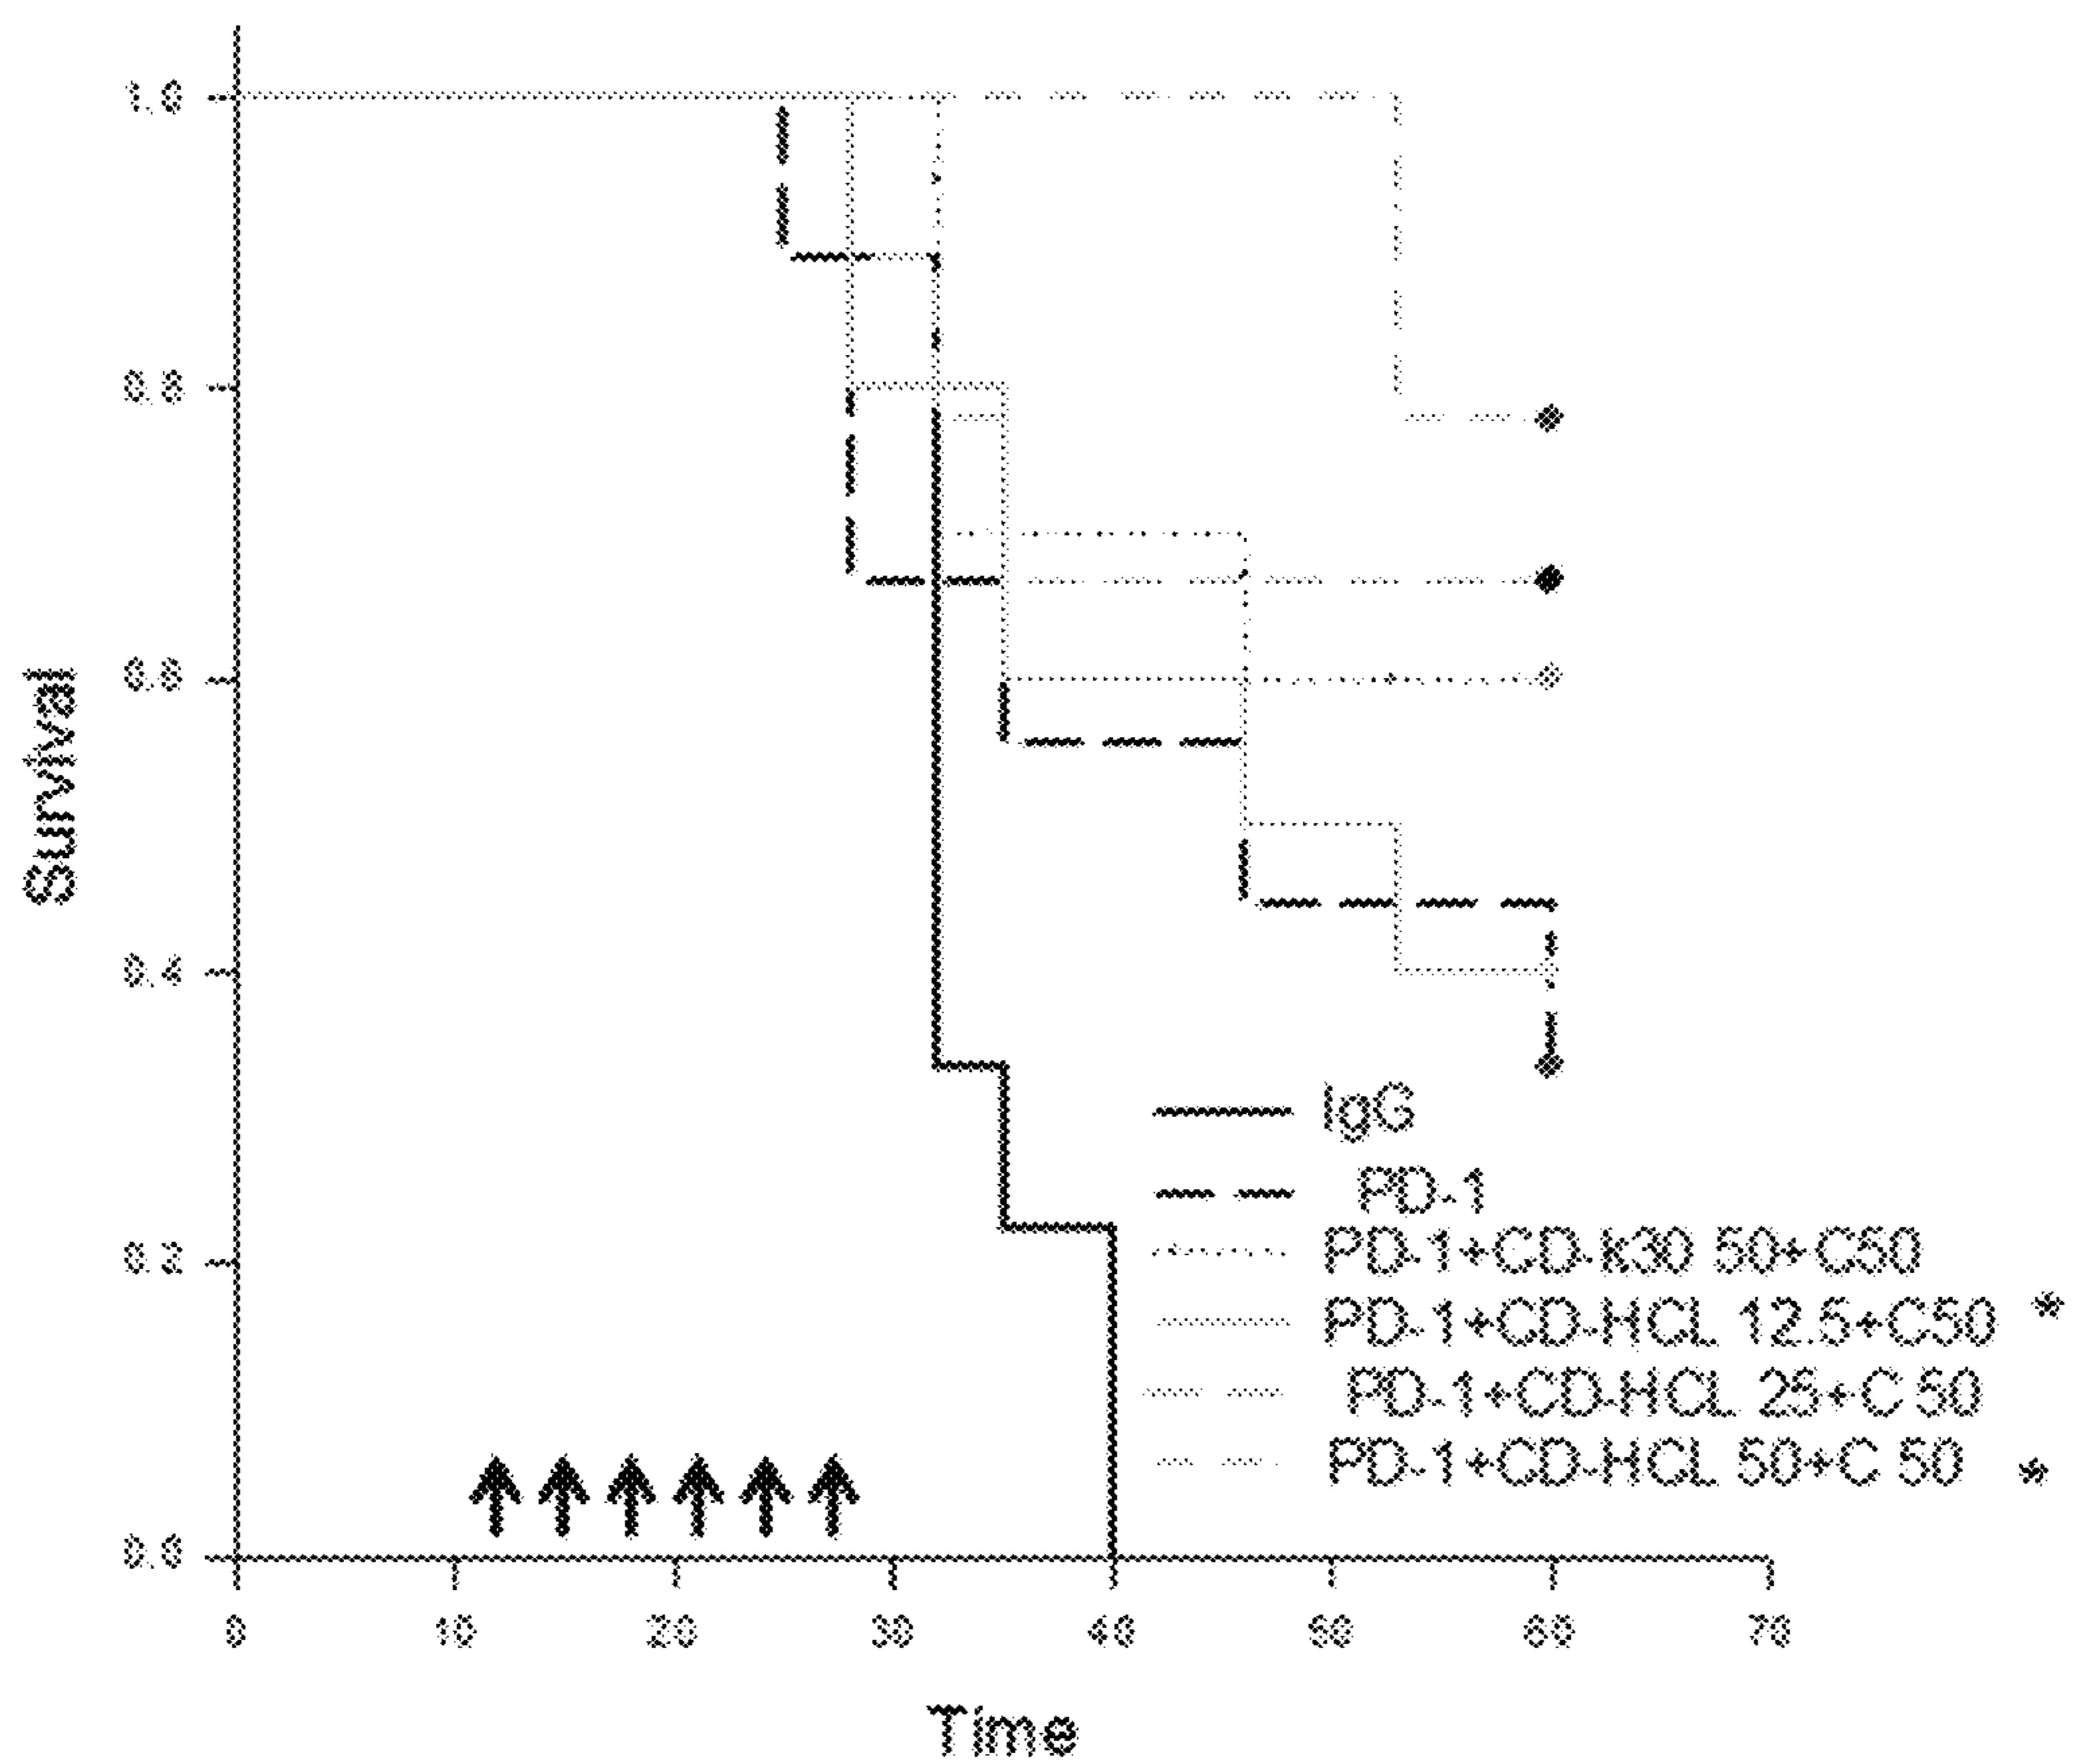 1.0
0.8
0.6
0.4
0.2
0.0
Survival
IgG
PD-1
PD-1+CD-k30 50+C50
PD-1+CD-HCL 12.5+C50 *
PD-1+CD-HCL 25+C 50
PD-1+CD-HCL 50+C 50 *
0 10 20 30 40 50 60 70
Time